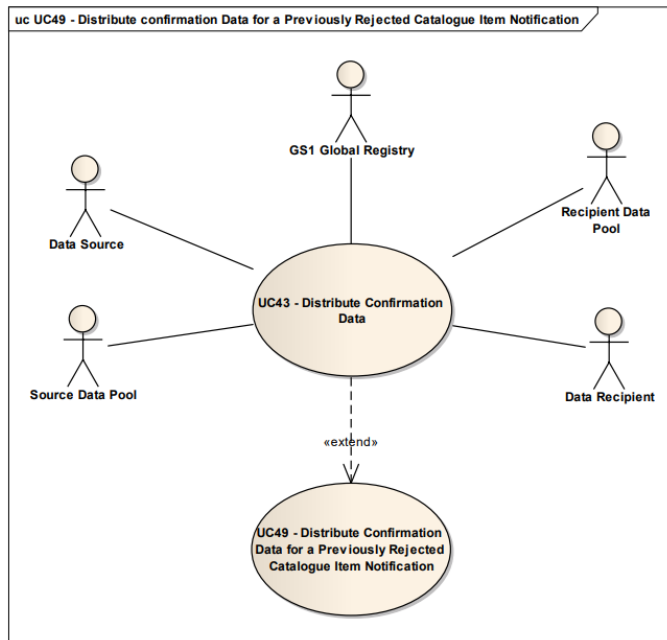 uc UC49 - Distribute confirmation Data for a Previously Rejected Catalogue Item Notification
GS1 Global Registry
Recipient Data
Pool
Data Source
UC43 - Distribute Confirmation
Data
Source Data Pool
Data Recipient
«extend»
UC49 - Distribute Confirmation
Data for a Previously Rejected
Catalogue Item Notification